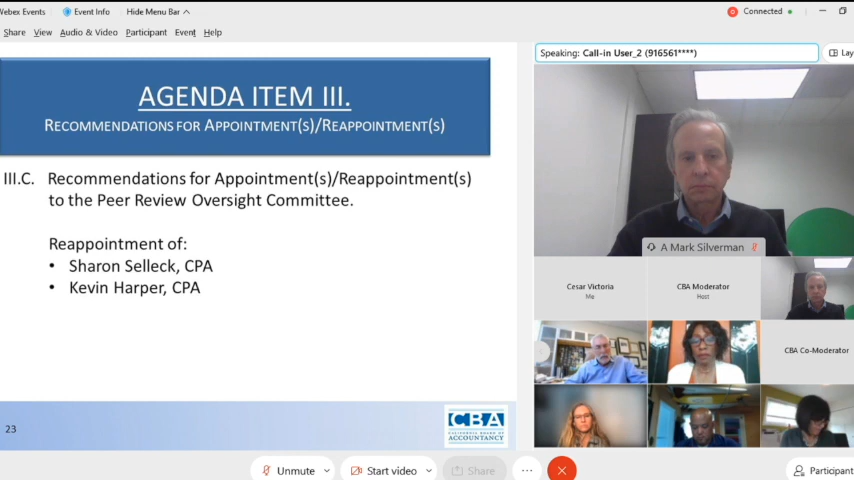 Webex Events
Event Info
Hide Menu Bar
Connected
Share View Audio & Video Participant Event Help
AGENDA ITEM III.
RECOMMENDATIONS FOR APPOINTMENT(S)/REAPPOINTMENT(S)
III.C. Recommendations for Appointment(s)/Reappointment(s)
to the Peer Review Oversight Committee.
Reappointment of:
• Sharon Selleck, CPA
• Kevin Harper, CPA
23
CBA
CALIFORNIA BOARD OF
ACCOUNTANCY
Speaking: Call-in User_2 (916561****)
Lay
A Mark Silverman
Cesar Victoria
Me
CBA Moderator
Host
CBA Co-Moderator
Unmute
Start video
Share
Participant